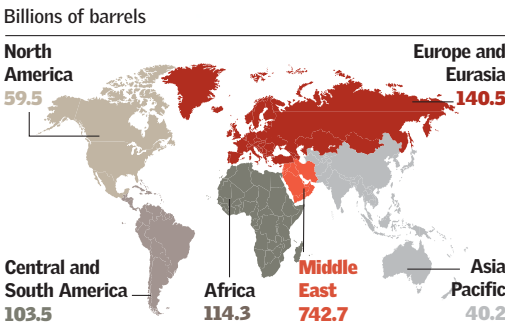 Billions of barrels
North
America
59.5
Europe and
Eurasia
140.5
Central and
South America
103.5
Africa
114.3
Middle
East
742.7
Asia
Pacific
40.2